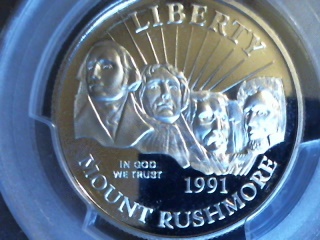 LIBERTY
IN GOD
WE TRUST
1991
MOUNT RUSHMORE